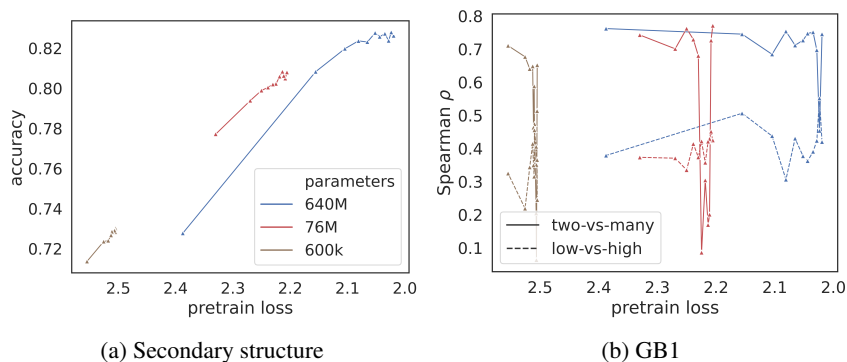 0.82
0.80
0.78
0.76
0.74
0.72
accuracy
2.5 2.4 2.3 2.2 2.1 2.0
pretrain loss
parameters
640M
76M
600k
(a) Secondary structure
0.8
0.7
0.6
0.5
0.4
0.3
0.2
0.1
Spearman ρ
2.5 2.4 2.3 2.2 2.1 2.0
pretrain loss
two-vs-many
low-vs-high
(b) GB1